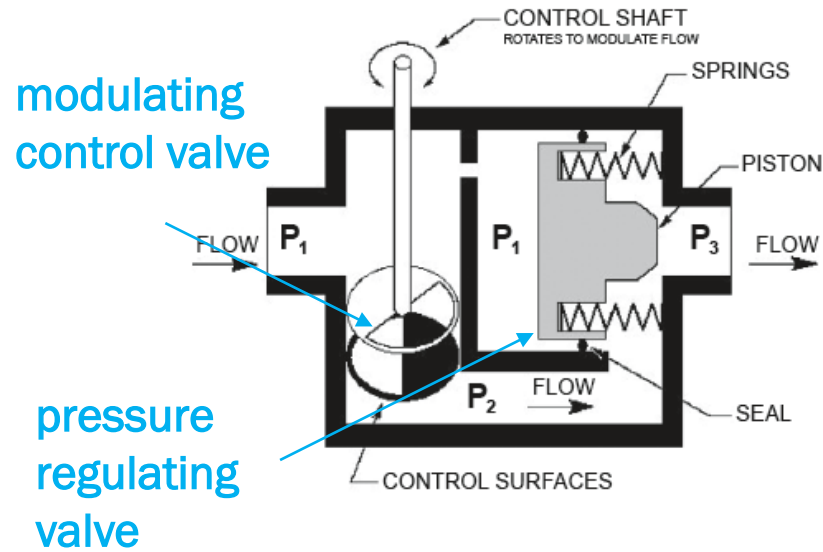 CONTROL SHAFT
ROTATES TO MODULATE FLOW
SPRINGS
modulating
control valve
PISTON
FLOW
P₁
P₁
P₃
FLOW
P₂
FLOW
SEAL
pressure
regulating
valve
CONTROL SURFACES